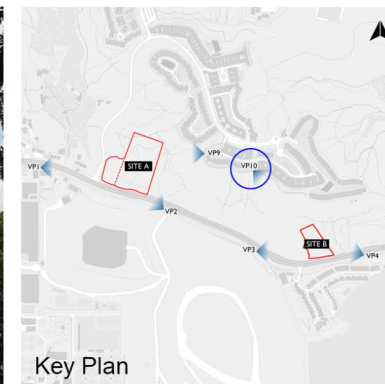 VP9
VP10
VP1
SITE A
VP2
SITE B
VP3
VP4
Key Plan